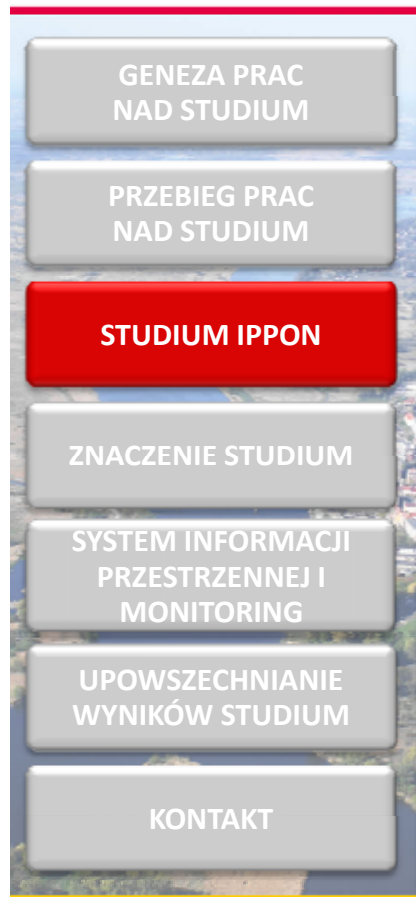 GENEZA PRAC
NAD STUDIUM
PRZEBIEG PRAC
NAD STUDIUM
STUDIUM IPPON
ZNACZENIE STUDIUM
SYSTEM INFORMACJI
PRZESTRZENNEJ I
MONITORING
UPOWSZECHNIANIE
WYNIKÓW STUDIUM
KONTAKT